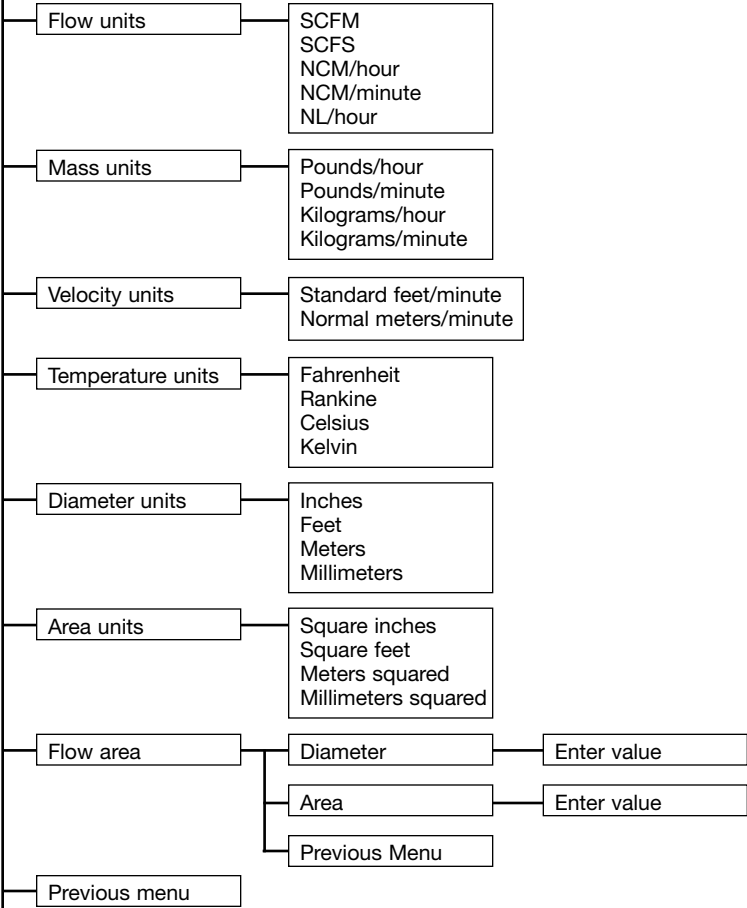 Flow units
SCFM
SCFS
NCM/hour
NCM/minute
NL/hour
Mass units
Pounds/hour
Pounds/minute
Kilograms/hour
Kilograms/minute
Velocity units
Standard feet/minute
Normal meters/minute
Temperature units
Fahrenheit
Rankine
Celsius
Kelvin
Diameter units
Inches
Feet
Meters
Millimeters
Area units
Square inches
Square feet
Meters squared
Millimeters squared
Flow area
Diameter
Enter value
Area
Enter value
Previous Menu
Previous menu